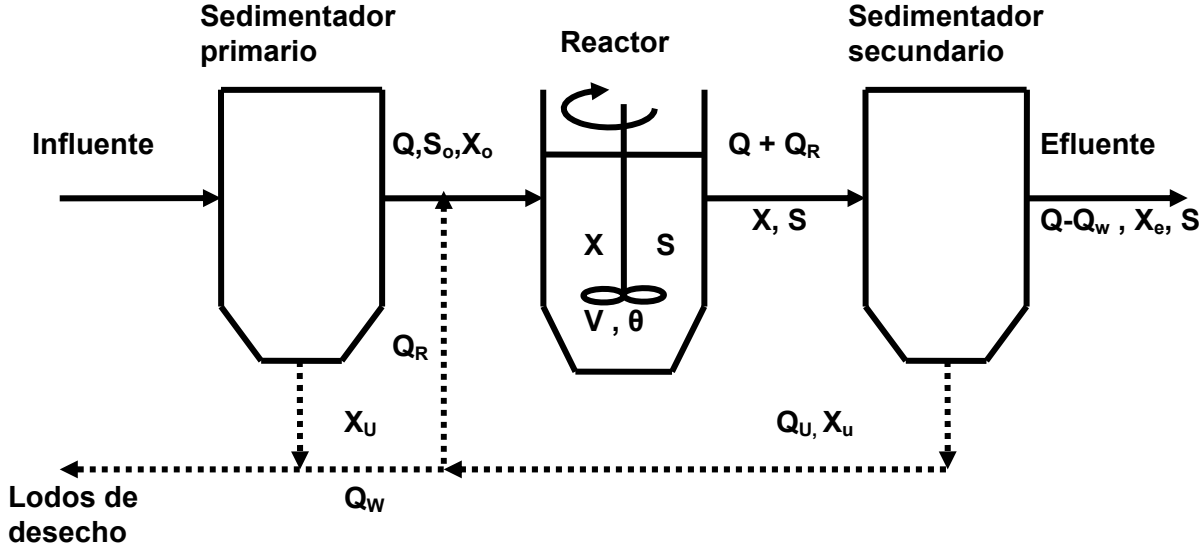 Sedimentador
primario
Reactor
Sedimentador
secundario
Influente
Q,So,Xo
Q + QR
Efluente
X, S
Q-Qw , Xe, S
X S
V , θ
QR
XU
QU, Xu
QW
Lodos de
desecho